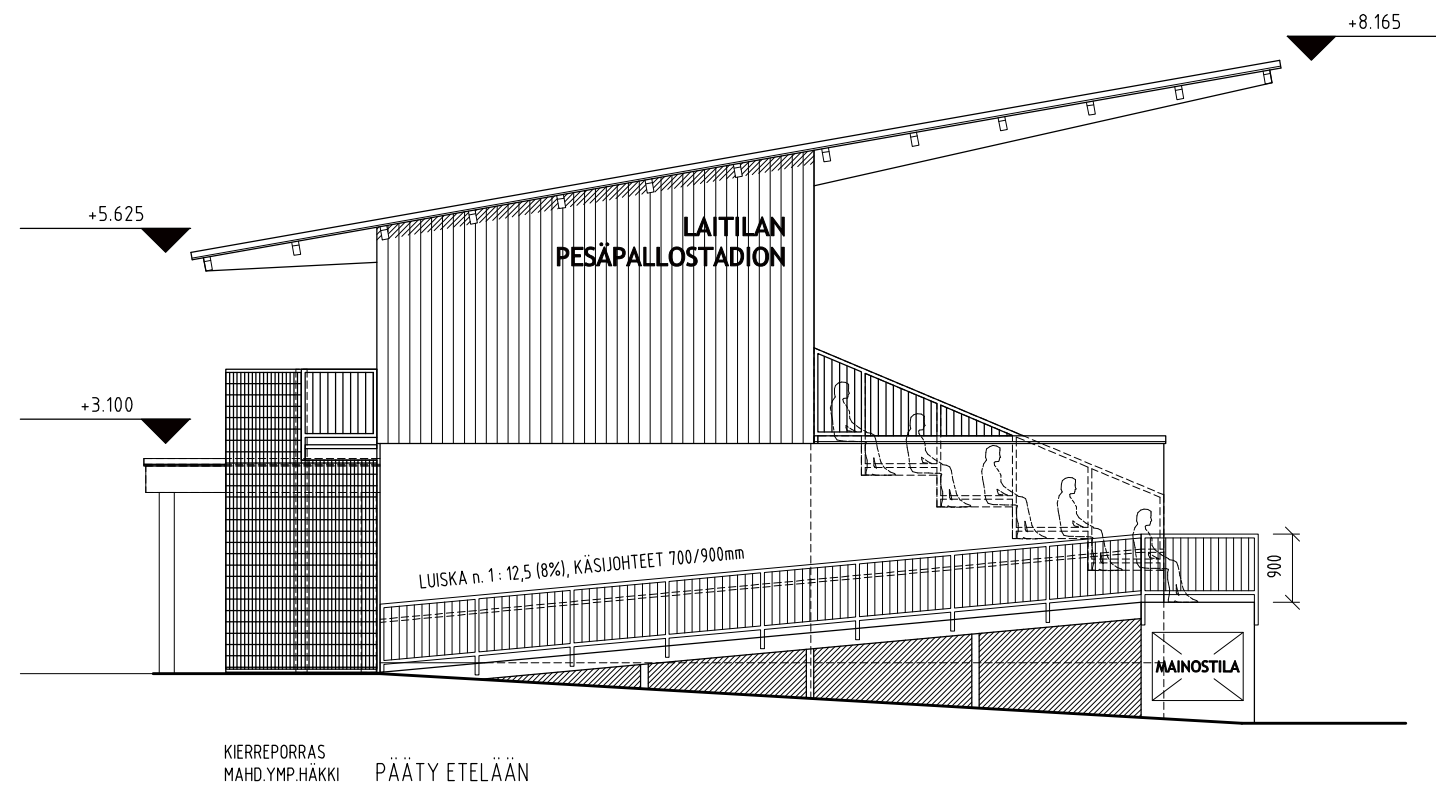 +8.165
+5.625
LAITILAN
PESÄPALLOSTADION
+3.100
LUISKA n. 1 : 12,5 (8%), KÄSIJOHTEET 700/900mm
900
MAINOSTILA
KIERREPORRAS
MAHD.YMP.HÄKKI
PÄÄTY ETELÄÄN